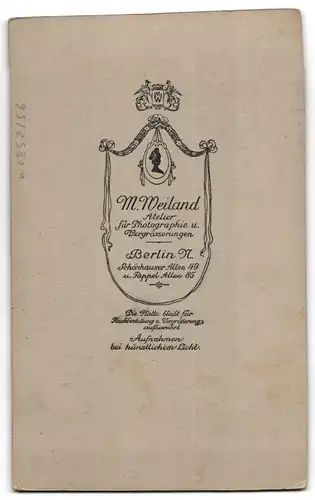 M. Weiland
Atelier
für Photographie u.
Vergrösserungen
Berlin N.
Schönhauser Allee 49
u. Pappel-Allee 85
Die Platte bleibt für
Nachbestellung u. Vergrösserung
aufbewahrt
Aufnahmen
bei künstlichem Licht.